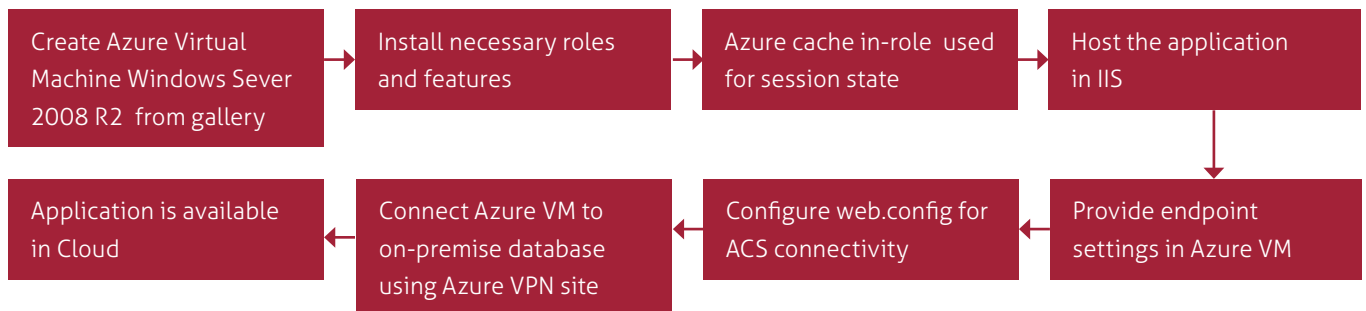 Create Azure Virtual
Machine Windows Sever
2008 R2 from gallery
Install necessary roles
and features
Azure cache in-role used
for session state
Host the application
in IIS
Provide endpoint
settings in Azure VM
Configure web.config for
ACS connectivity
Connect Azure VM to
on-premise database
using Azure VPN site
Application is available
in Cloud